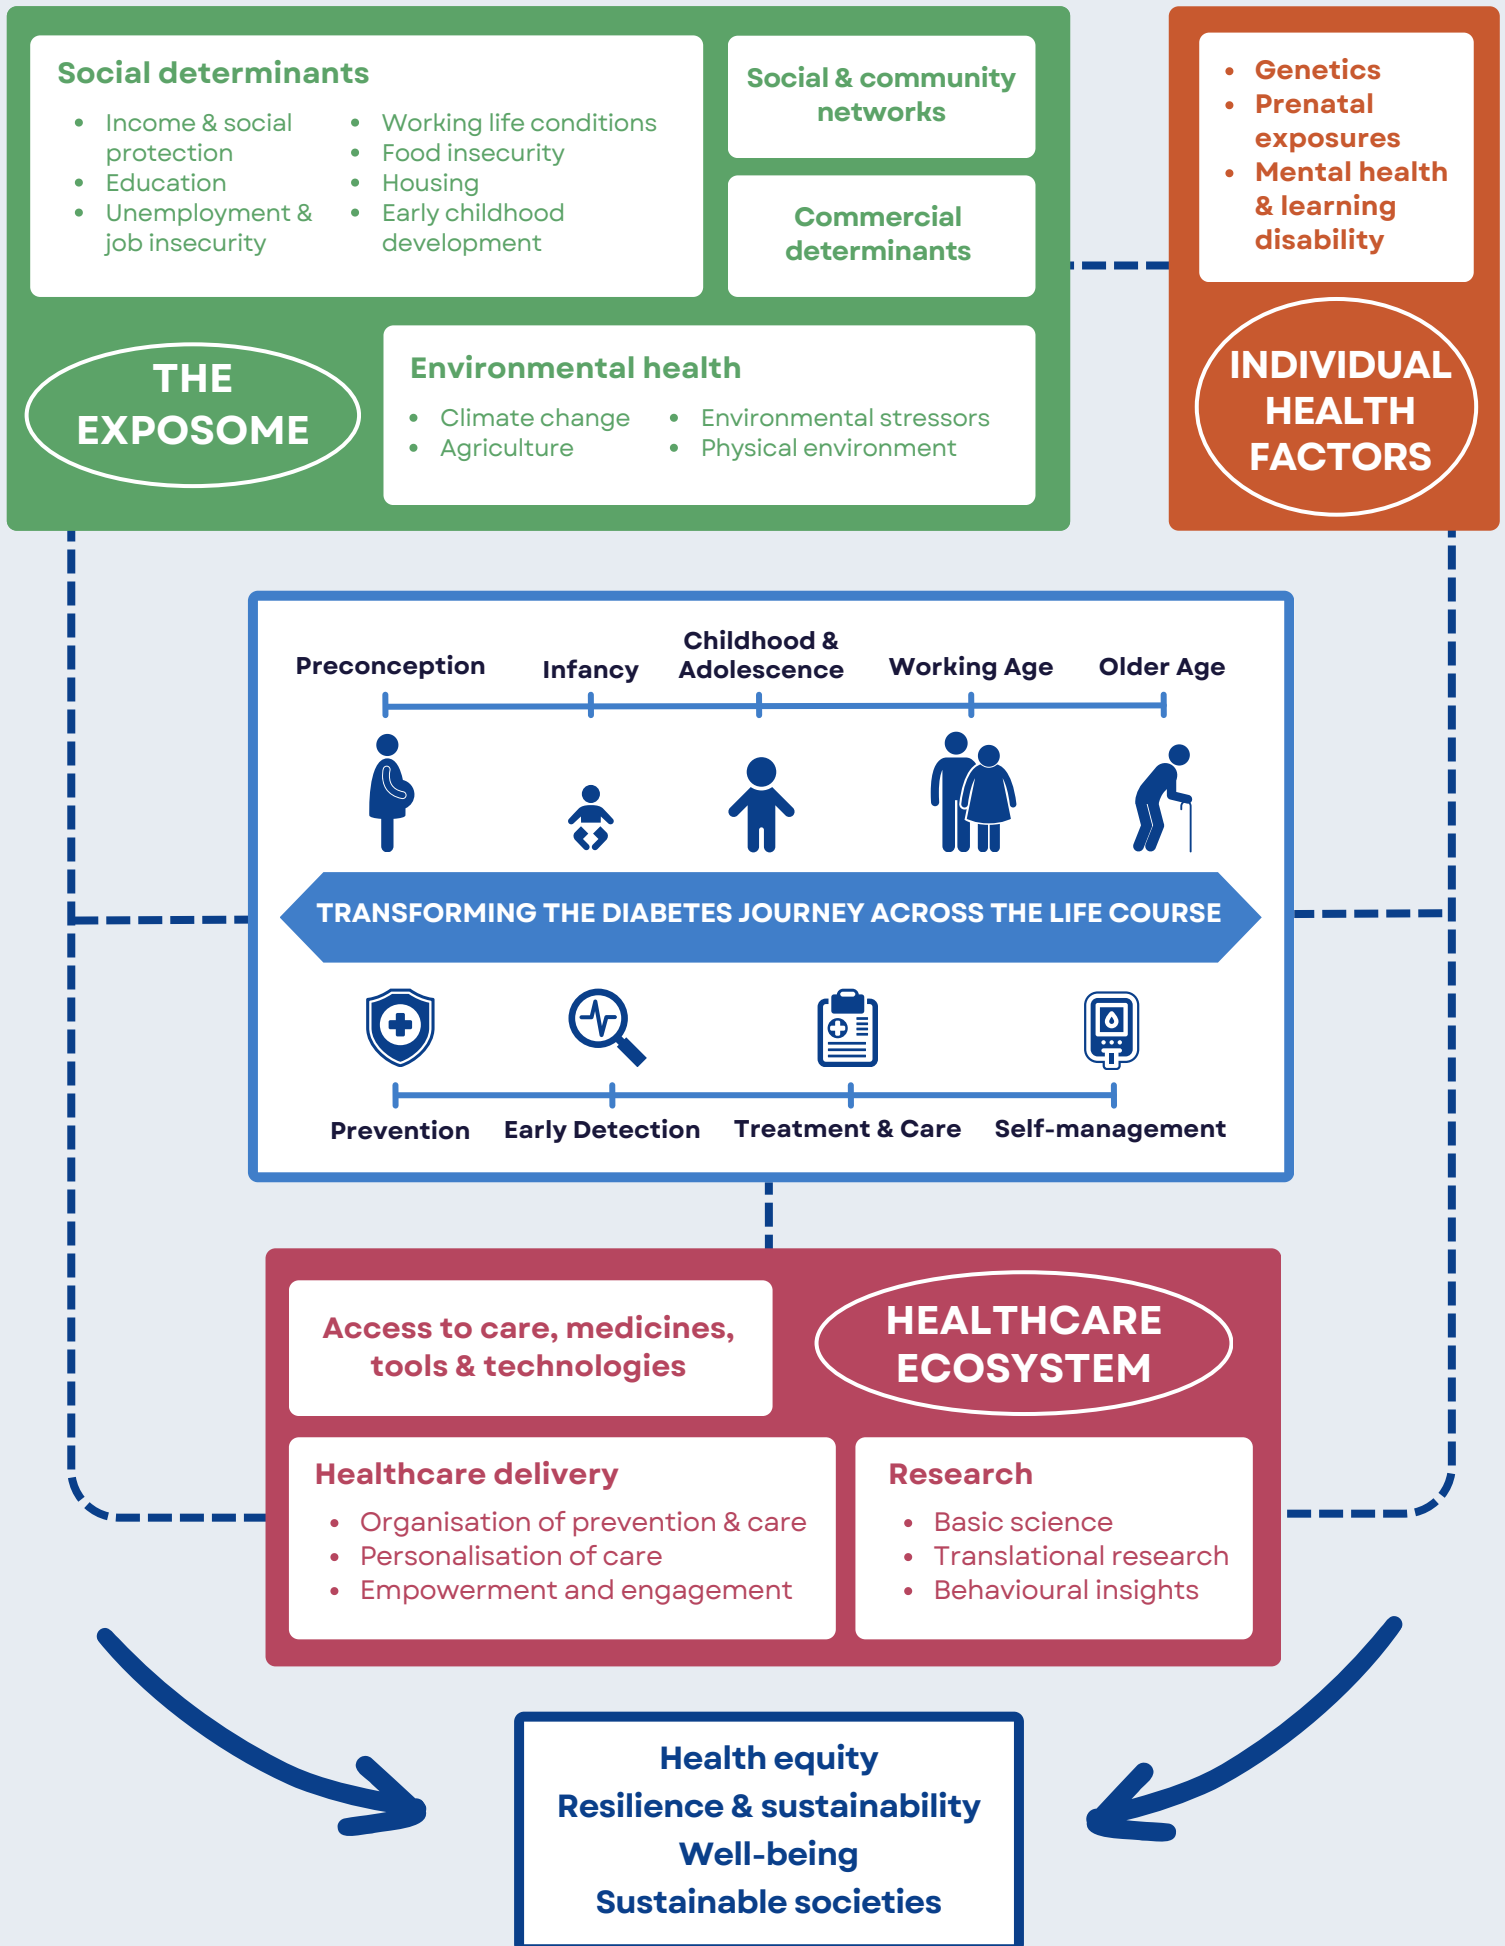 Social determinants
• Income & social
protection
• Education
• Unemployment &
job insecurity
• Working life conditions
• Food insecurity
• Housing
• Early childhood
development
Social & community
networks
Commercial
determinants
THE
EXPOSOME
Environmental health
• Climate change
• Agriculture
• Environmental stressors
• Physical environment
• Genetics
• Prenatal
exposures
• Mental health
& learning
disability
INDIVIDUAL
HEALTH
FACTORS
Preconception
Infancy
Childhood &
Adolescence
Working Age
Older Age
TRANSFORMING THE DIABETES JOURNEY ACROSS THE LIFE COURSE
Prevention
Early Detection
Treatment & Care
Self-management
Access to care, medicines,
tools & technologies
HEALTHCARE
ECOSYSTEM
Healthcare delivery
• Organisation of prevention & care
• Personalisation of care
• Empowerment and engagement
Research
• Basic science
• Translational research
• Behavioural insights
Health equity
Resilience & sustainability
Well-being
Sustainable societies